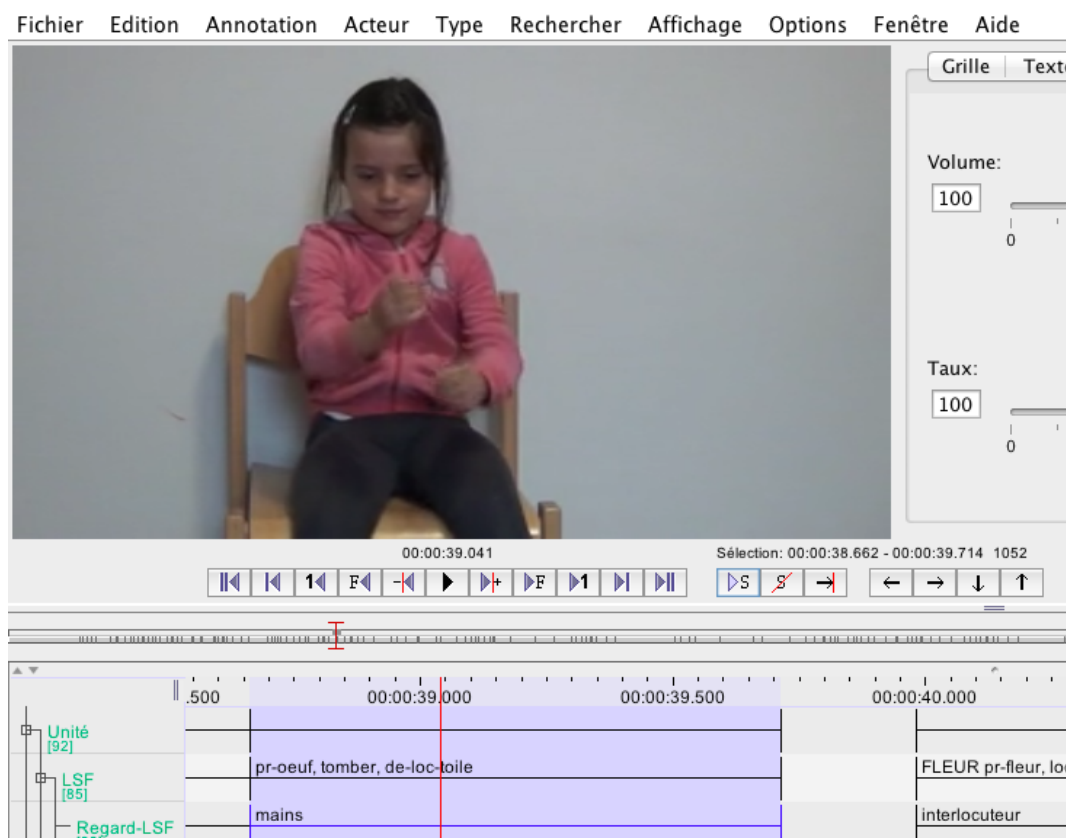 Fichier Edition Annotation Acteur Type Rechercher Affichage Options Fenêtre Aide
Grille Texte
Volume:
100
0
Taux:
100
0
00:00:39.041
Sélection: 00:00:38.662 - 00:00:39.714 1052
1 F - + F 1 S S
.500 00:00:39.000 00:00:39.500 00:00:40.000
Unité
[92]
LSF
[85]
pr-oeuf, tomber, de-loc-toile
FLEUR pr-fleur,
Regard-LSF
mains
interlocuteur